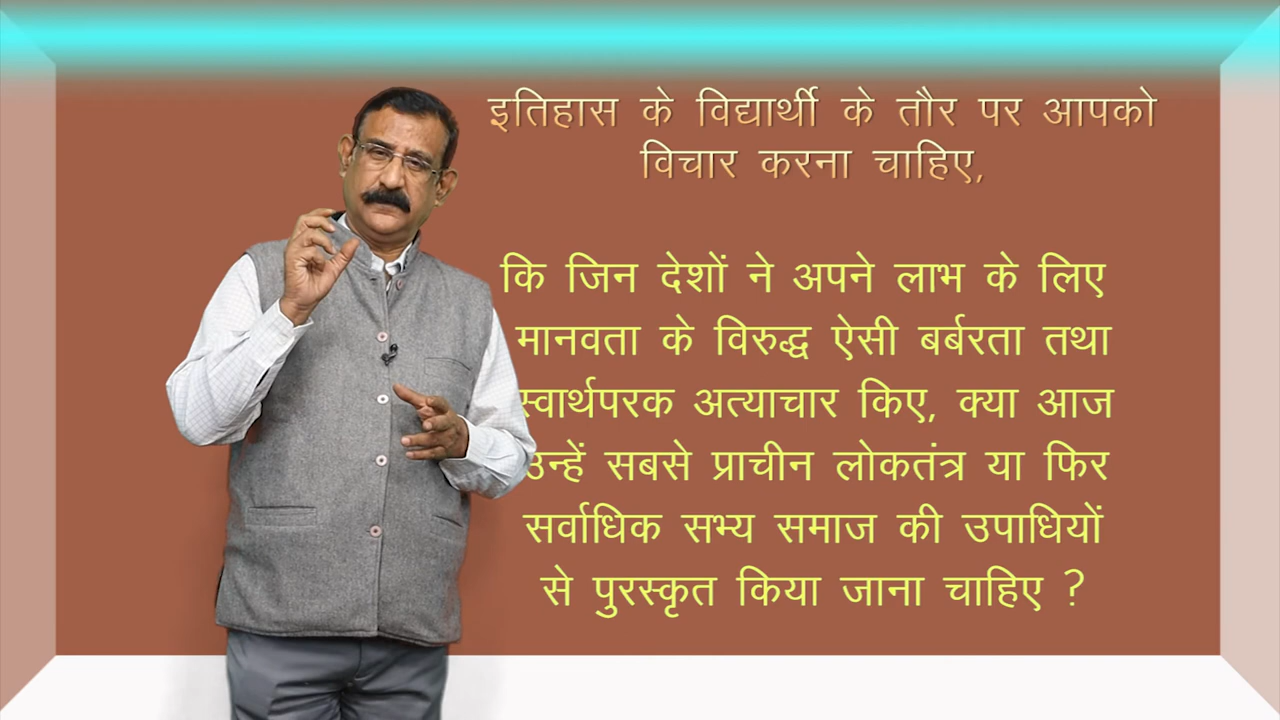 इतिहास के विद्यार्थी के तौर पर आपको
विचार करना चाहिए,
कि जिन देशों ने अपने लाभ के लिए
मानवता के विरुद्ध ऐसी बर्बरता तथा
स्वार्थपरक अत्याचार किए, क्या आज
उन्हें सबसे प्राचीन लोकतंत्र या फिर
सर्वाधिक सभ्य समाज की उपाधियों
से पुरस्कृत किया जाना चाहिए ?